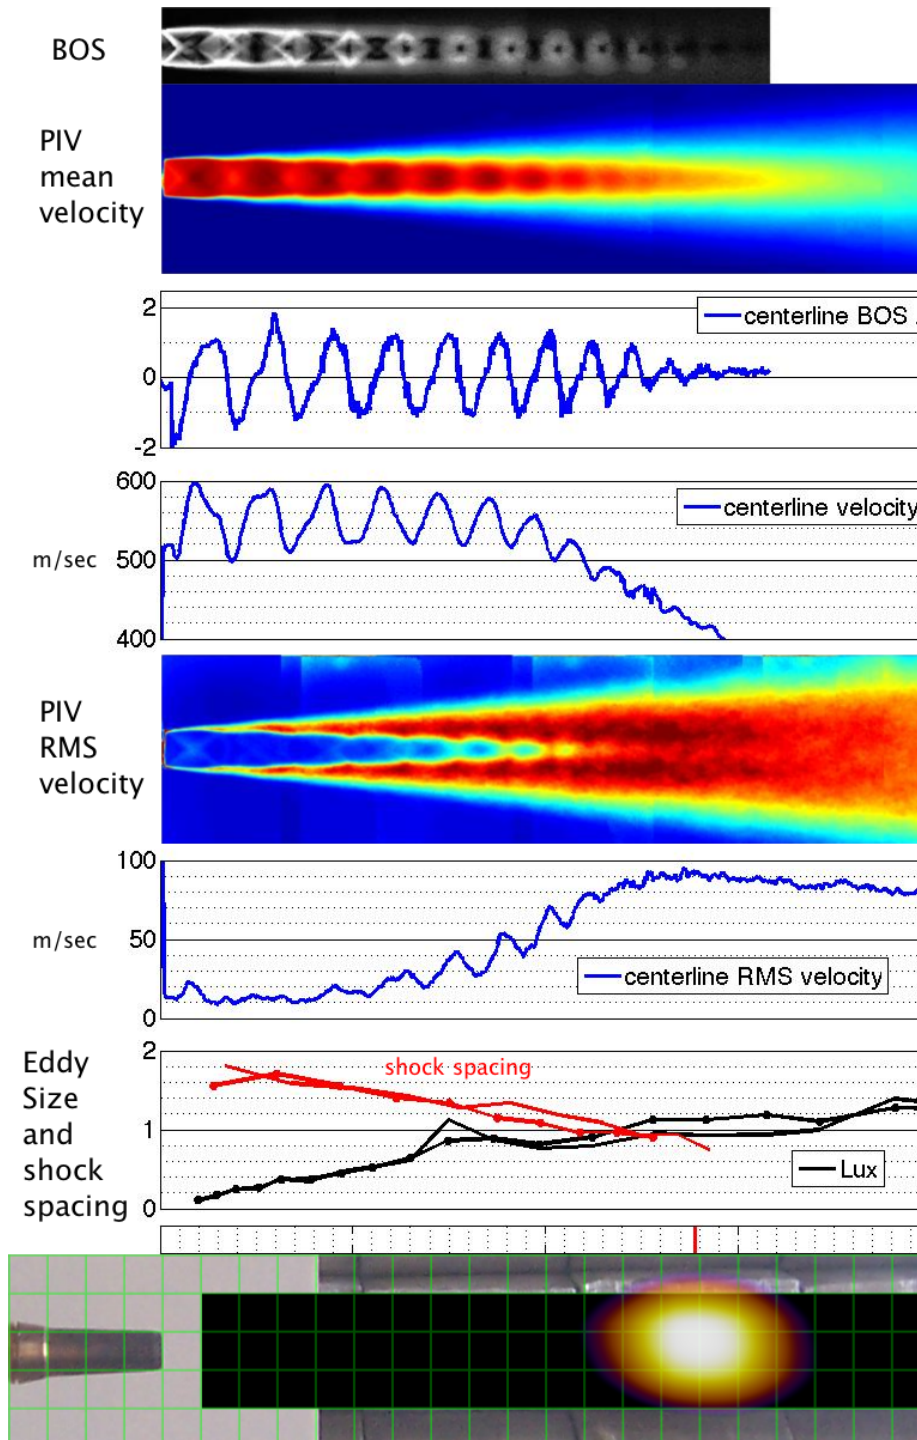 BOS
PIV
mean
velocity
2
centerline BOS
0
-2
600
centerline velocity
m/sec
500
400
PIV
RMS
velocity
100
m/sec
50
centerline RMS velocity
0
Eddy
Size
and
shock
spacing
2
shock spacing
1
Lux
0